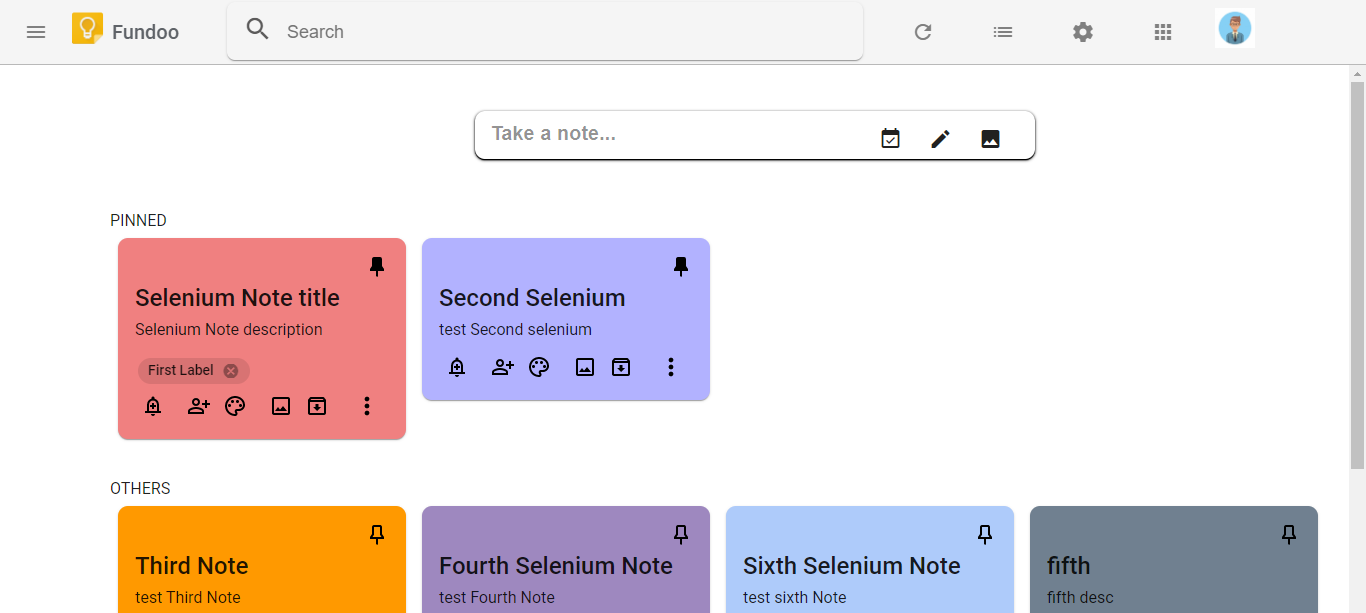 Fundoo
Search
Take a note...
PINNED
Selenium Note title
Selenium Note description
First Label
Second Selenium
test Second selenium
OTHERS
Third Note
test Third Note
Fourth Selenium Note
test Fourth Note
Sixth Selenium Note
test sixth Note
fifth
fifth desc